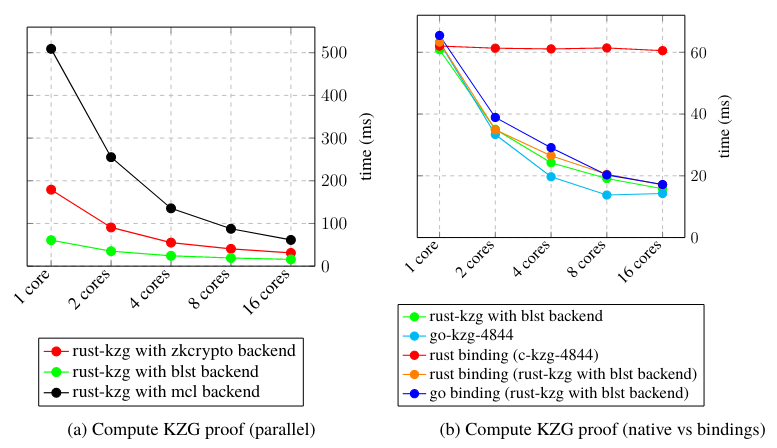 500
400
300
200
100
0
time (ms)
1 core
2 cores
4 cores
8 cores
16 cores
rust-kzg with zkcrypto backend
rust-kzg with blst backend
rust-kzg with mcl backend
(a) Compute KZG proof (parallel)
60
40
20
0
time (ms)
1 core
2 cores
4 cores
8 cores
16 cores
rust-kzg with blst backend
go-kzg-4844
rust binding (c-kzg-4844)
rust binding (rust-kzg with blst backend)
go binding (rust-kzg with blst backend)
(b) Compute KZG proof (native vs bindings)